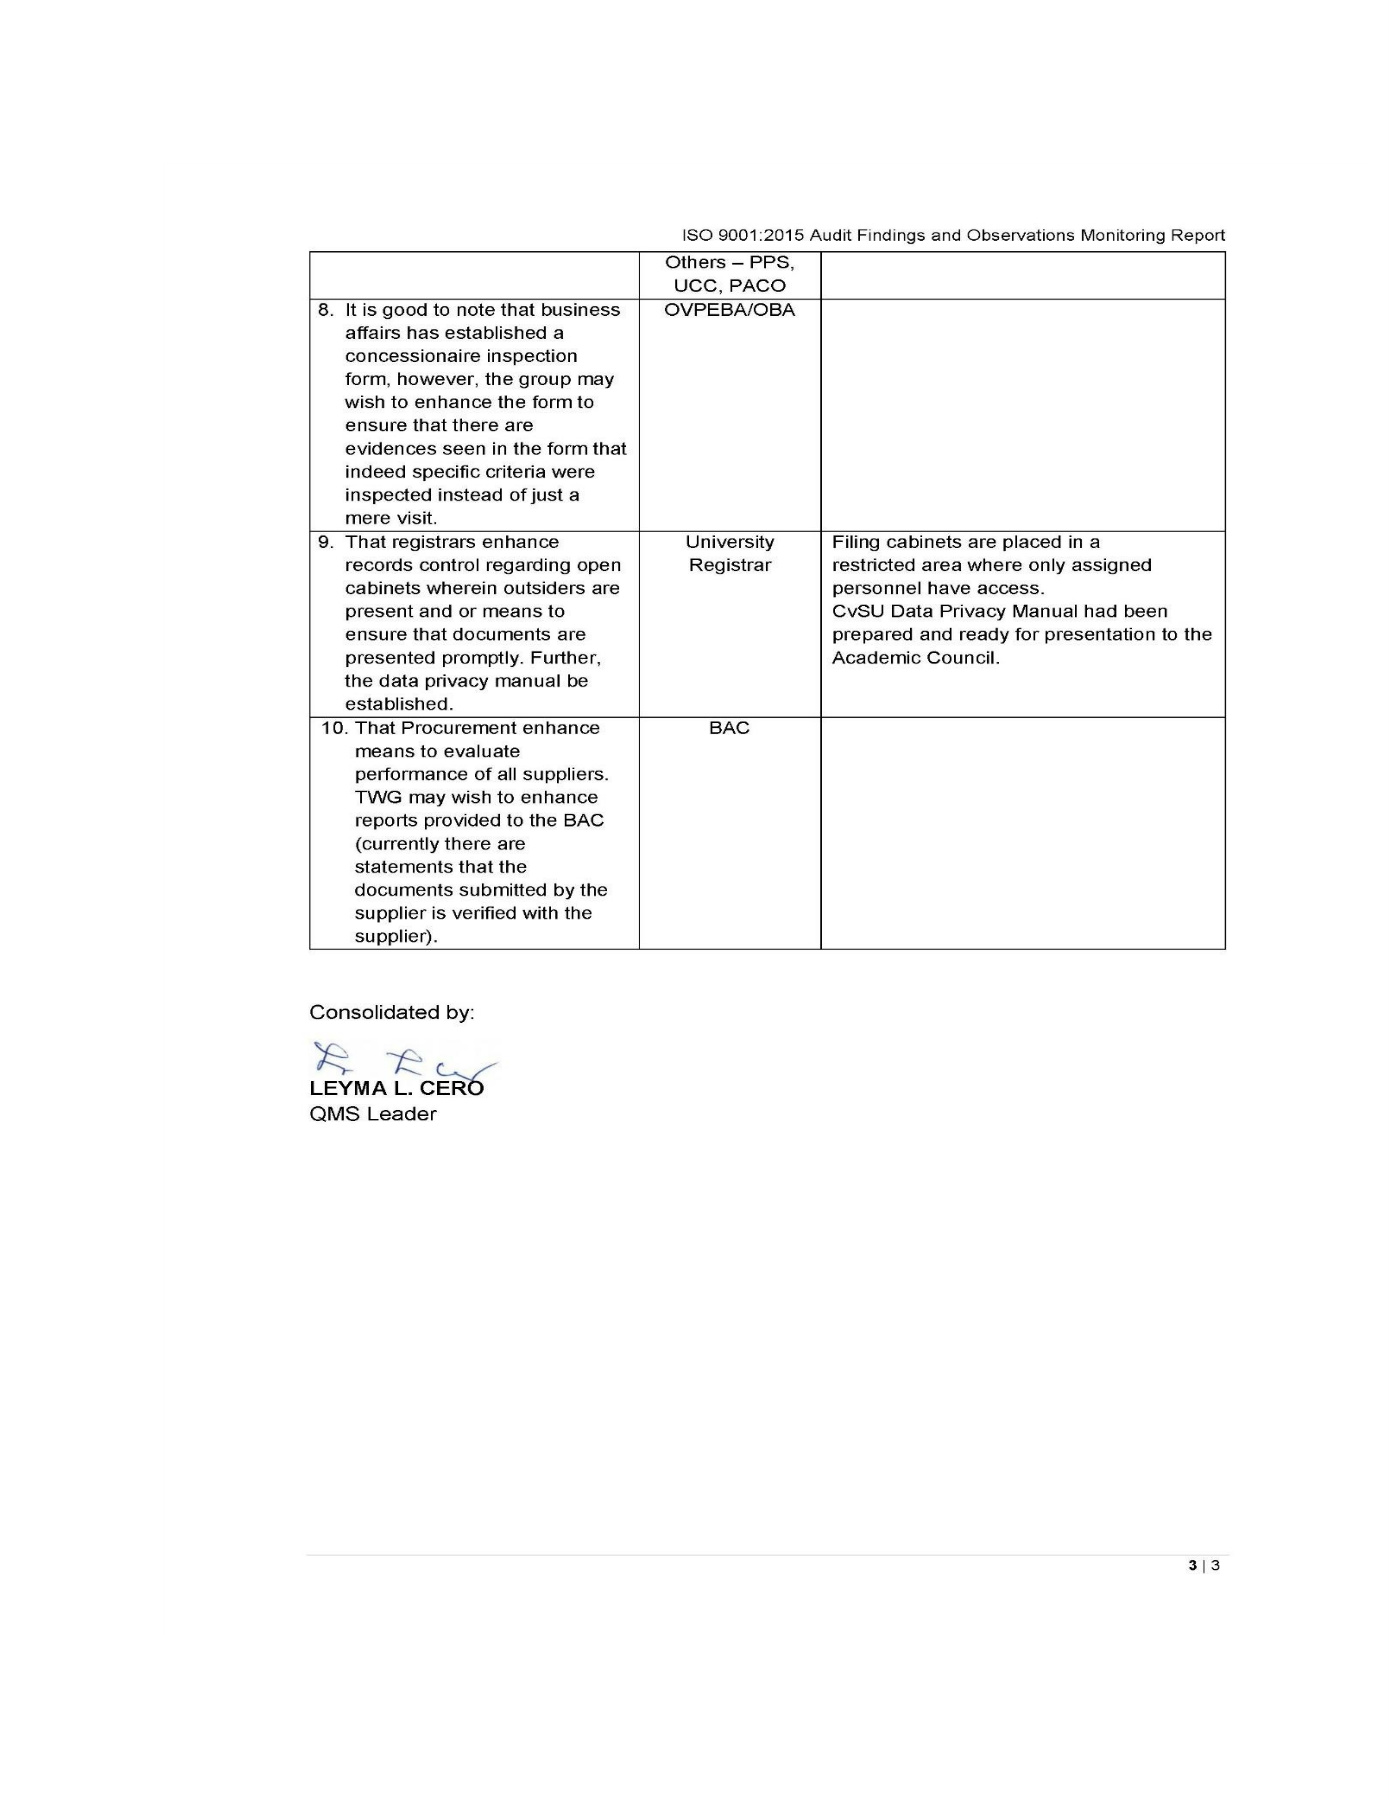 ISO 9001:2015 Audit Findings and Observations Monitoring Report
Others – PPS,
UCC, PACO
8. It is good to note that business
affairs has established a
concessionaire inspection
form, however, the group may
wish to enhance the form to
ensure that there are
evidences seen in the form that
indeed specific criteria were
inspected instead of just a
mere visit.
OVPEBA/OBA
9. That registrars enhance
records control regarding open
cabinets wherein outsiders are
present and or means to
ensure that documents are
presented promptly. Further,
the data privacy manual be
established.
University
Registrar
Filing cabinets are placed in a
restricted area where only assigned
personnel have access.
CvSU Data Privacy Manual had been
prepared and ready for presentation to the
Academic Council.
10. That Procurement enhance
means to evaluate
performance of all suppliers.
TWG may wish to enhance
reports provided to the BAC
(currently there are
statements that the
documents submitted by the
supplier is verified with the
supplier).
BAC
Consolidated by:
LEYMA L. CERO
QMS Leader
3 | 3